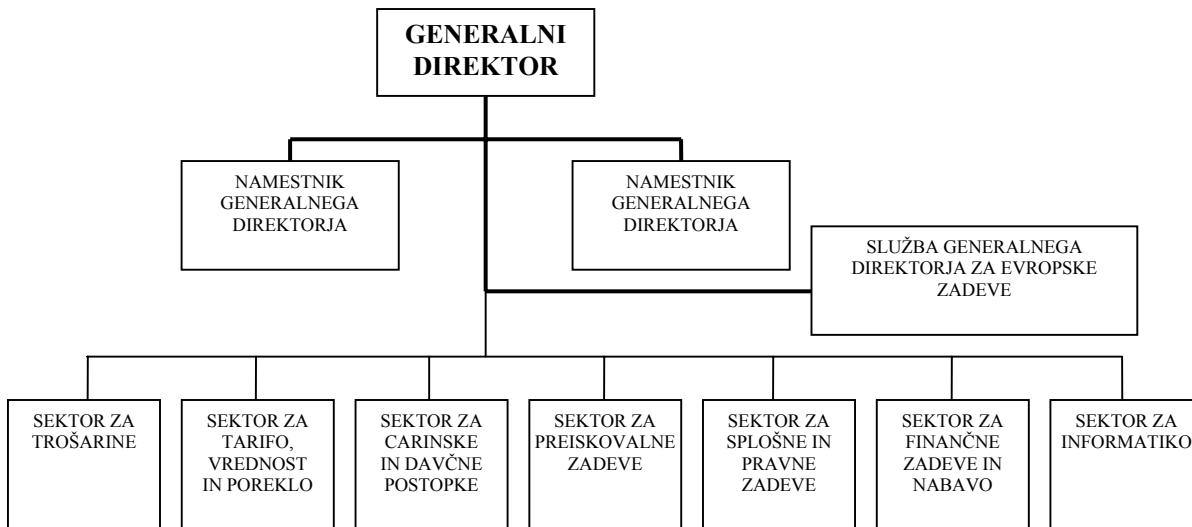 GENERALNI
DIREKTOR
NAMESTNIK
GENERALNEGA
DIREKTORJA
NAMESTNIK
GENERALNEGA
DIREKTORJA
SLUŽBA GENERALNEGA
DIREKTORJA ZA EVROPSKE
ZADEVE
SEKTOR ZA
TROŠARINE
SEKTOR ZA
TARIFO,
VREDNOST
IN POREKLO
SEKTOR ZA
CARINSKE
IN DAVČNE
POSTOPKE
SEKTOR ZA
PREISKOVALNE
ZADEVE
SEKTOR ZA
SPLOŠNE IN
PRAVNE
ZADEVE
SEKTOR ZA
FINANČNE
ZADEVE IN
NABAVO
SEKTOR ZA
INFORMATIKO